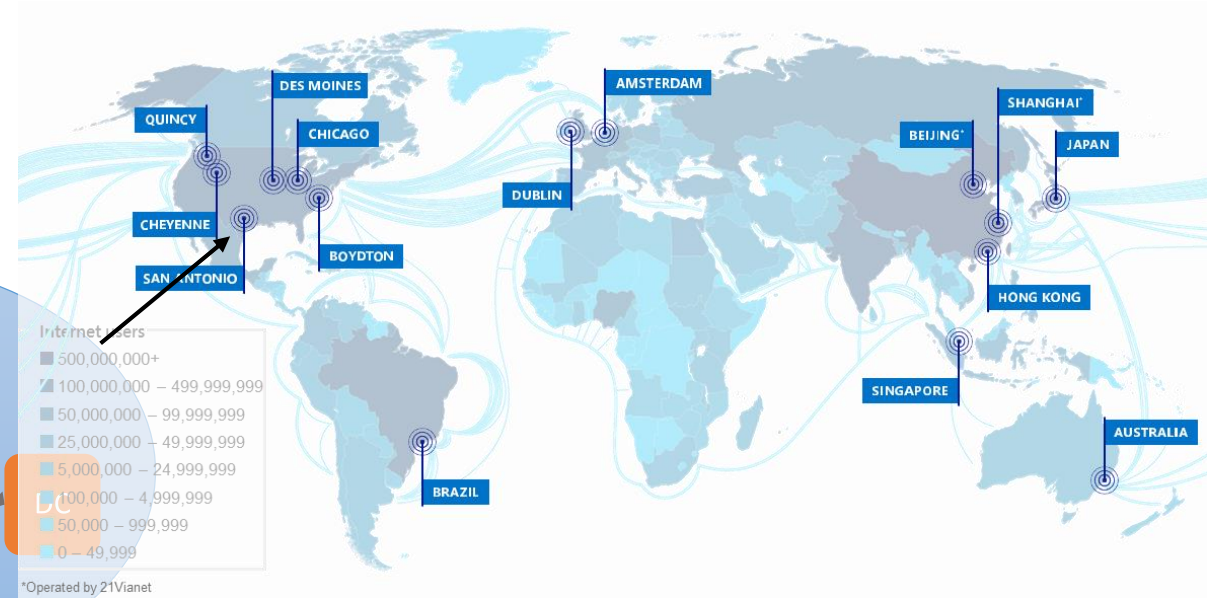 DES MOINES
AMSTERDAM
SHANGHAI*
QUINCY
CHICAGO
BEIJING*
JAPAN
DUBLIN
CHEYENNE
BOYDTON
SAN ANTONIO
HONG KONG
Internet users
500,000,000+
100,000,000 – 499,999,999
50,000,000 – 99,999,999
25,000,000 – 49,999,999
5,000,000 – 24,999,999
100,000 – 4,999,999
50,000 – 999,999
0 – 49,999
DC
SINGAPORE
AUSTRALIA
BRAZIL
*Operated by 21Vianet